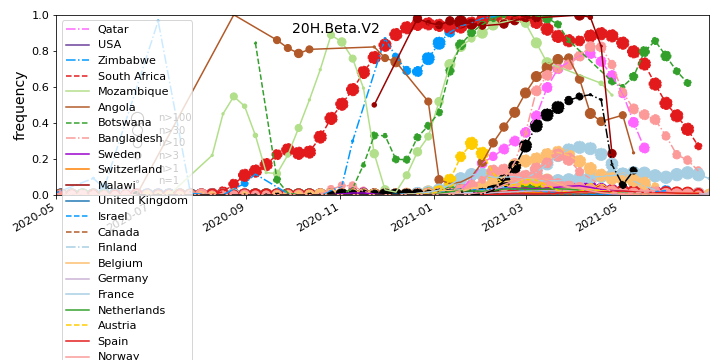 20H.Beta.V2
frequency
1.0
0.8
0.6
0.4
0.2
0.0
2020-05
2020-07
2020-09
2020-11
2021-01
2021-03
2021-05
Qatar
USA
Zimbabwe
South Africa
Mozambique
Angola
Botswana
Bangladesh
Sweden
Switzerland
Malawi
United Kingdom
Israel
Canada
Finland
Belgium
Germany
France
Netherlands
Austria
Spain
Norway
n>100
n>30
n>10
n>3
n>1
n=1